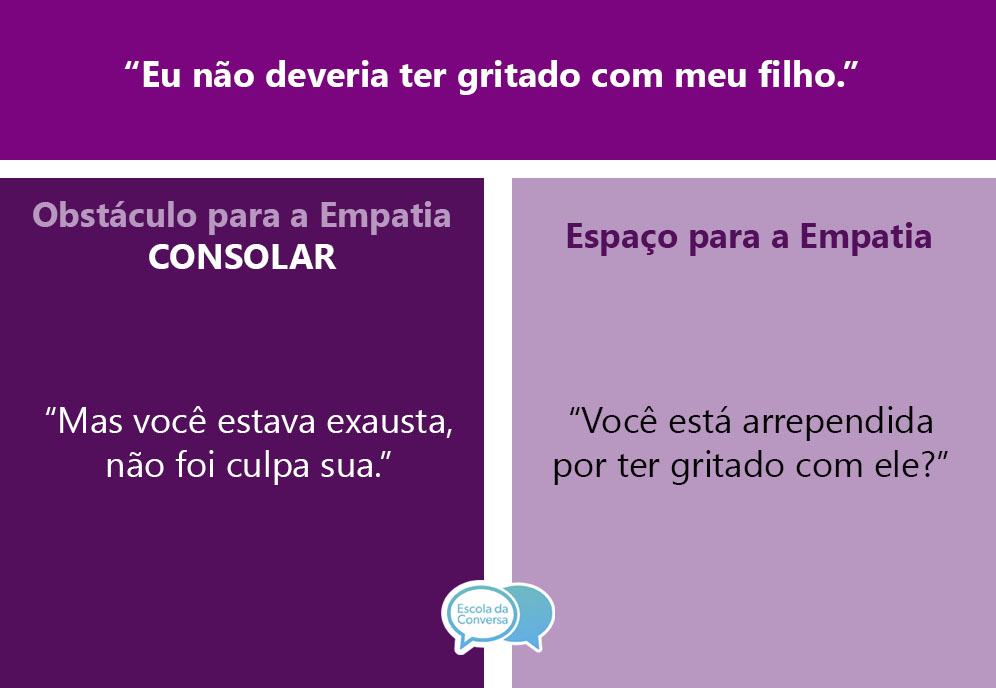 “Eu não deveria ter gritado com meu filho.”
Obstáculo para a Empatia
CONSOLAR
“Mas você estava exausta,
não foi culpa sua.”
Espaço para a Empatia
“Você está arrependida
por ter gritado com ele?”
Escola da
Conversa